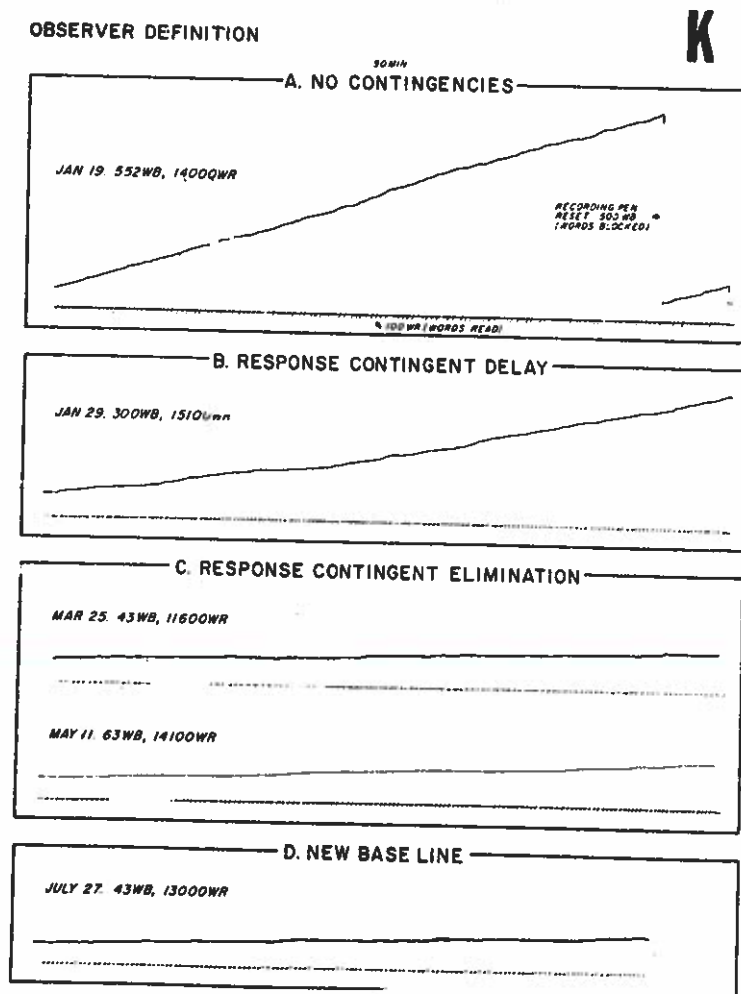 OBSERVER DEFINITION
K
90MIN
A. NO CONTINGENCIES
JAN 19. 552WB, 14000WR
RECORDING PEN
RESET 500 WB
(WORDS BLOCKED)
100 WR (WORDS READ)
B. RESPONSE CONTINGENT DELAY
JAN 29. 300WB,
C. RESPONSE CONTINGENT ELIMINATION
MAR 25. 43WB, 11600WR
MAY 11. 63WB, 14100WR
D. NEW BASE LINE
JULY 27. 43WB, 13000WR